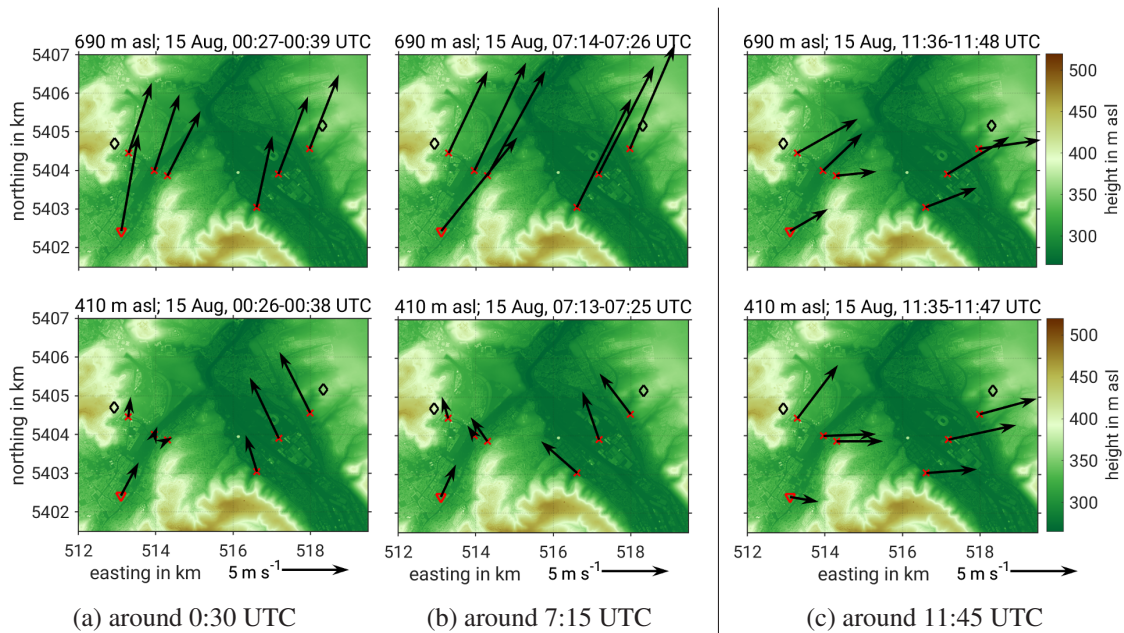 690 m asl; 15 Aug, 00:27-00:39 UTC
690 m asl; 15 Aug, 07:14-07:26 UTC
690 m asl; 15 Aug, 11:36-11:48 UTC
5407
5406
5405
5404
5403
5402
northing in km
512 514 516 518
500
450
400
350
300
height in m asl
410 m asl; 15 Aug, 00:26-00:38 UTC
410 m asl; 15 Aug, 07:13-07:25 UTC
410 m asl; 15 Aug, 11:35-11:47 UTC
5407
5406
5405
5404
5403
5402
northing in km
500
450
400
350
300
height in m asl
512 514 516 518
512 514 516 518
512 514 516 518
easting in km 5 m s-1
easting in km 5 m s-1
easting in km 5 m s-1
(a) around 0:30 UTC
(b) around 7:15 UTC
(c) around 11:45 UTC